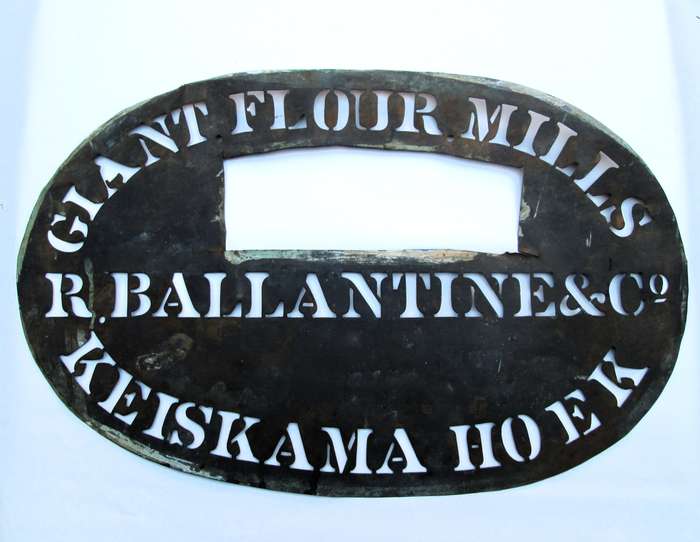 GIANT FLOUR MILLS
R. BALLANTINE & Cº
KEISKAMA HOEK